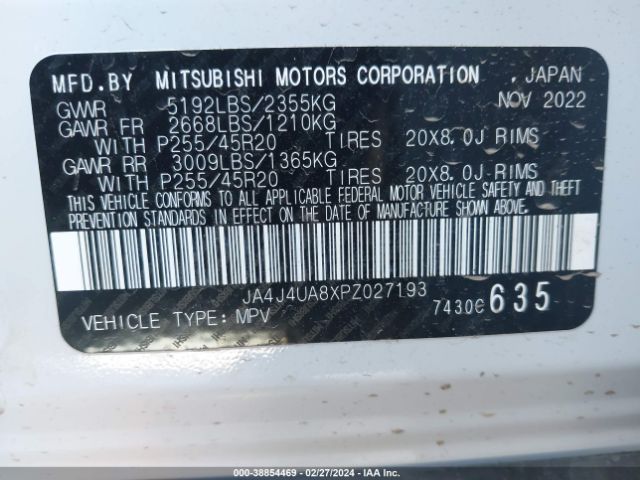 MFD.BY MITSUBISHI MOTORS CORPORATION , JAPAN
GVWR 5192LBS/2355KG NOV 2022
GAWR FR 2668LBS/1210KG
WITH P255/45R20 TIRES 20X8.0J RIMS
GAWR RR 3009LBS/1365KG
WITH P255/45R20 TIRES 20X8.0J RIMS
THIS VEHICLE CONFORMS TO ALL APPLICABLE FEDERAL MOTOR VEHICLE SAFETY AND THEFT
PREVENTION STANDARDS IN EFFECT ON THE DATE OF MANUFACTURE SHOWN ABOVE.
JA4J4UA8XPZ027193
VEHICLE TYPE: MPV 7430C 635
000-38854469 - 02/27/2024 - IAA Inc.